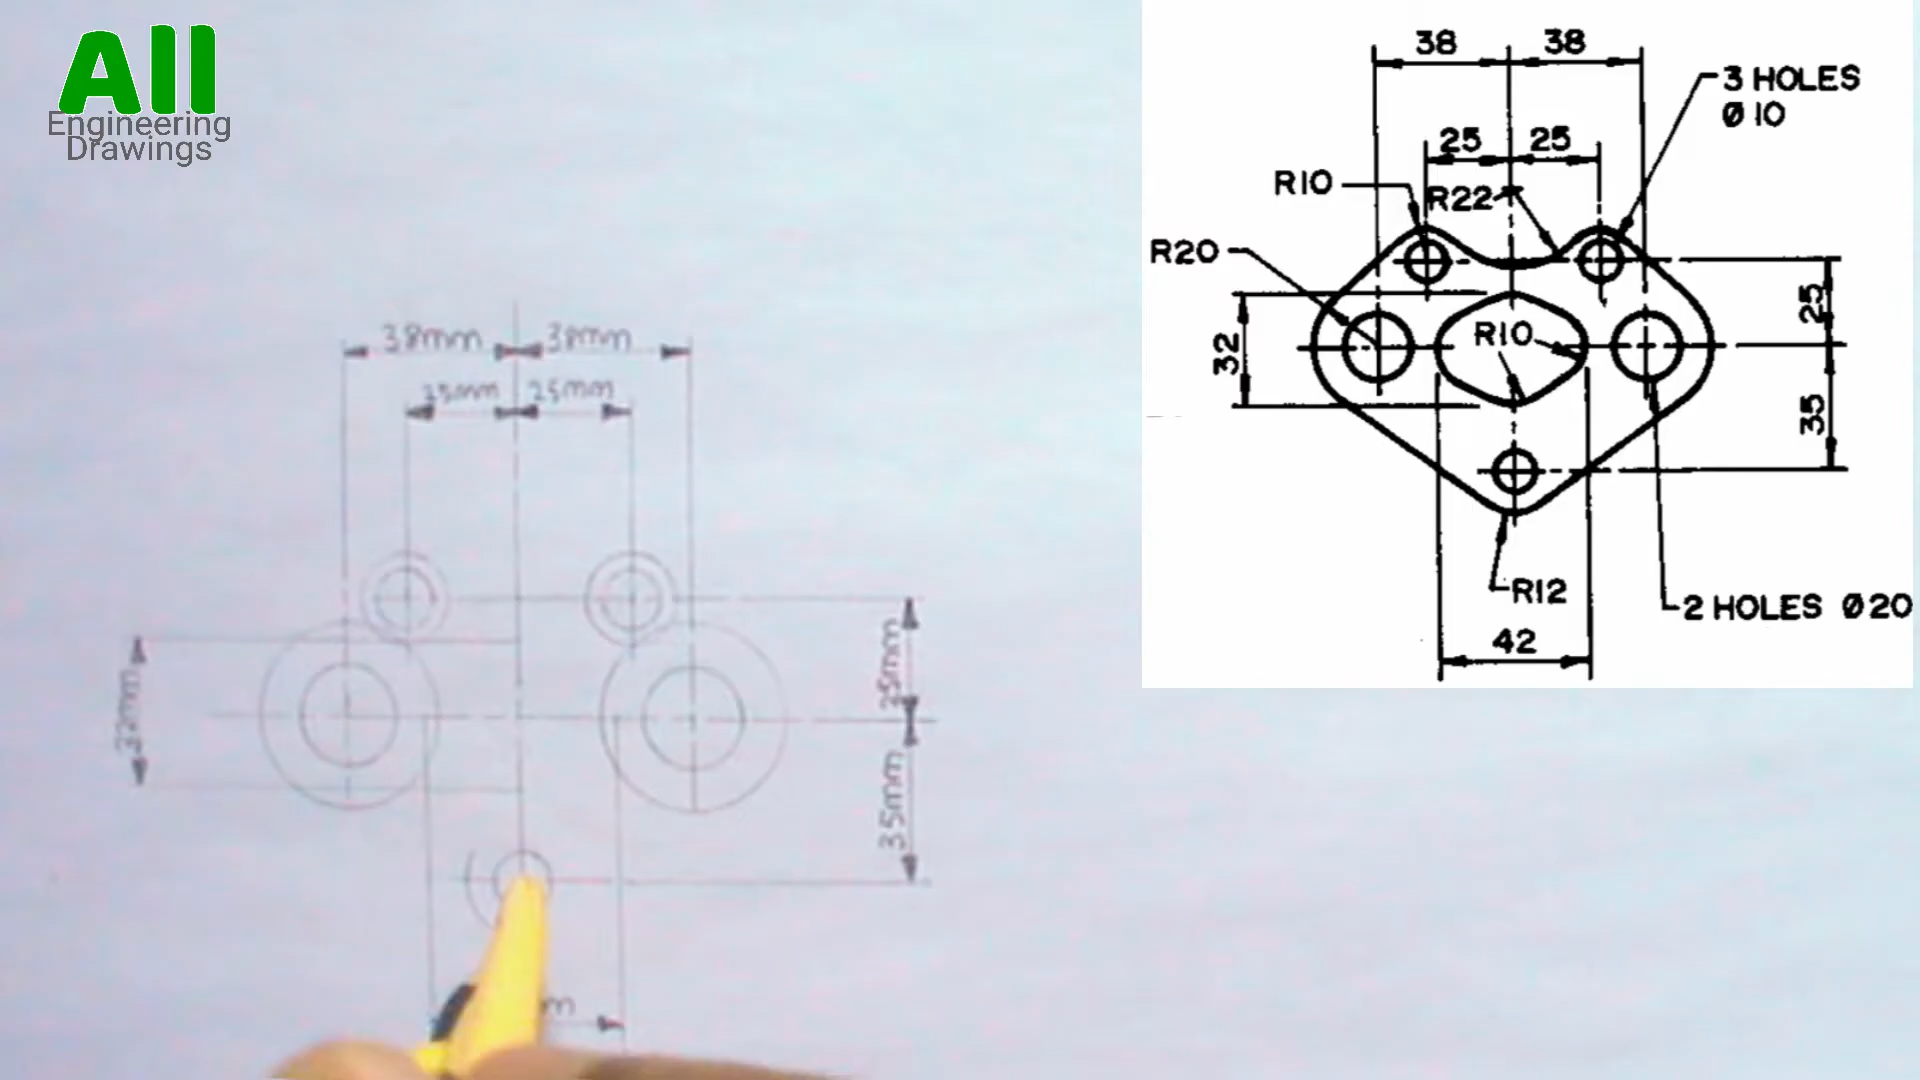 All
Engineering
Drawings
38 38
3 HOLES
Ø 10
25 25
R10
R22
R20
25
32
R10
35
R12
2 HOLES Ø20
42
38mm 38mm
25mm 25mm
25mm
32mm
35mm
m